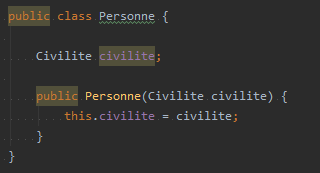 public class Personne {
Civilite civilite;
public Personne(Civilite civilite) {
this.civilite = civilite;
}
}